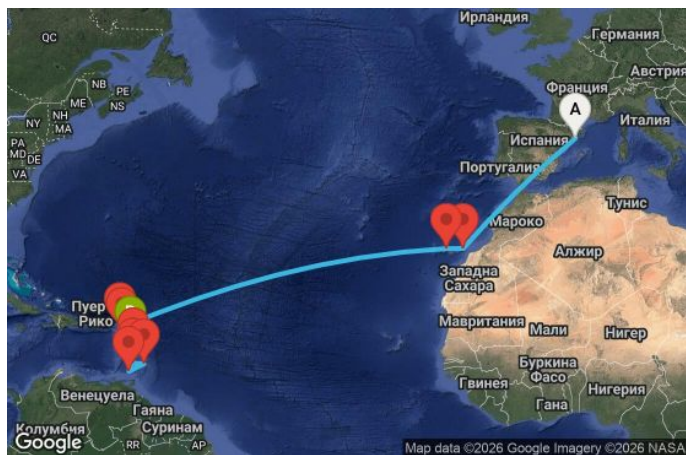 Ирландия
QC
Германия
NB
PE
Австрия
NS
Франция
NH
ME
NY
MA
A
Италия
PA
Испания
MD
DE
Португалия
VA
Тунис
Мароко
Алжир
Западна
Сахара
Пуер
Рико
Мавритания
Мали
Нигер
Буркина
Фасо
Венецуела
Гвинея
Нигерия
Гаяна
Гана
Колумбия
Суринам
RR
AP
Google
Map data ©2026 Google Imagery ©2026 NASA